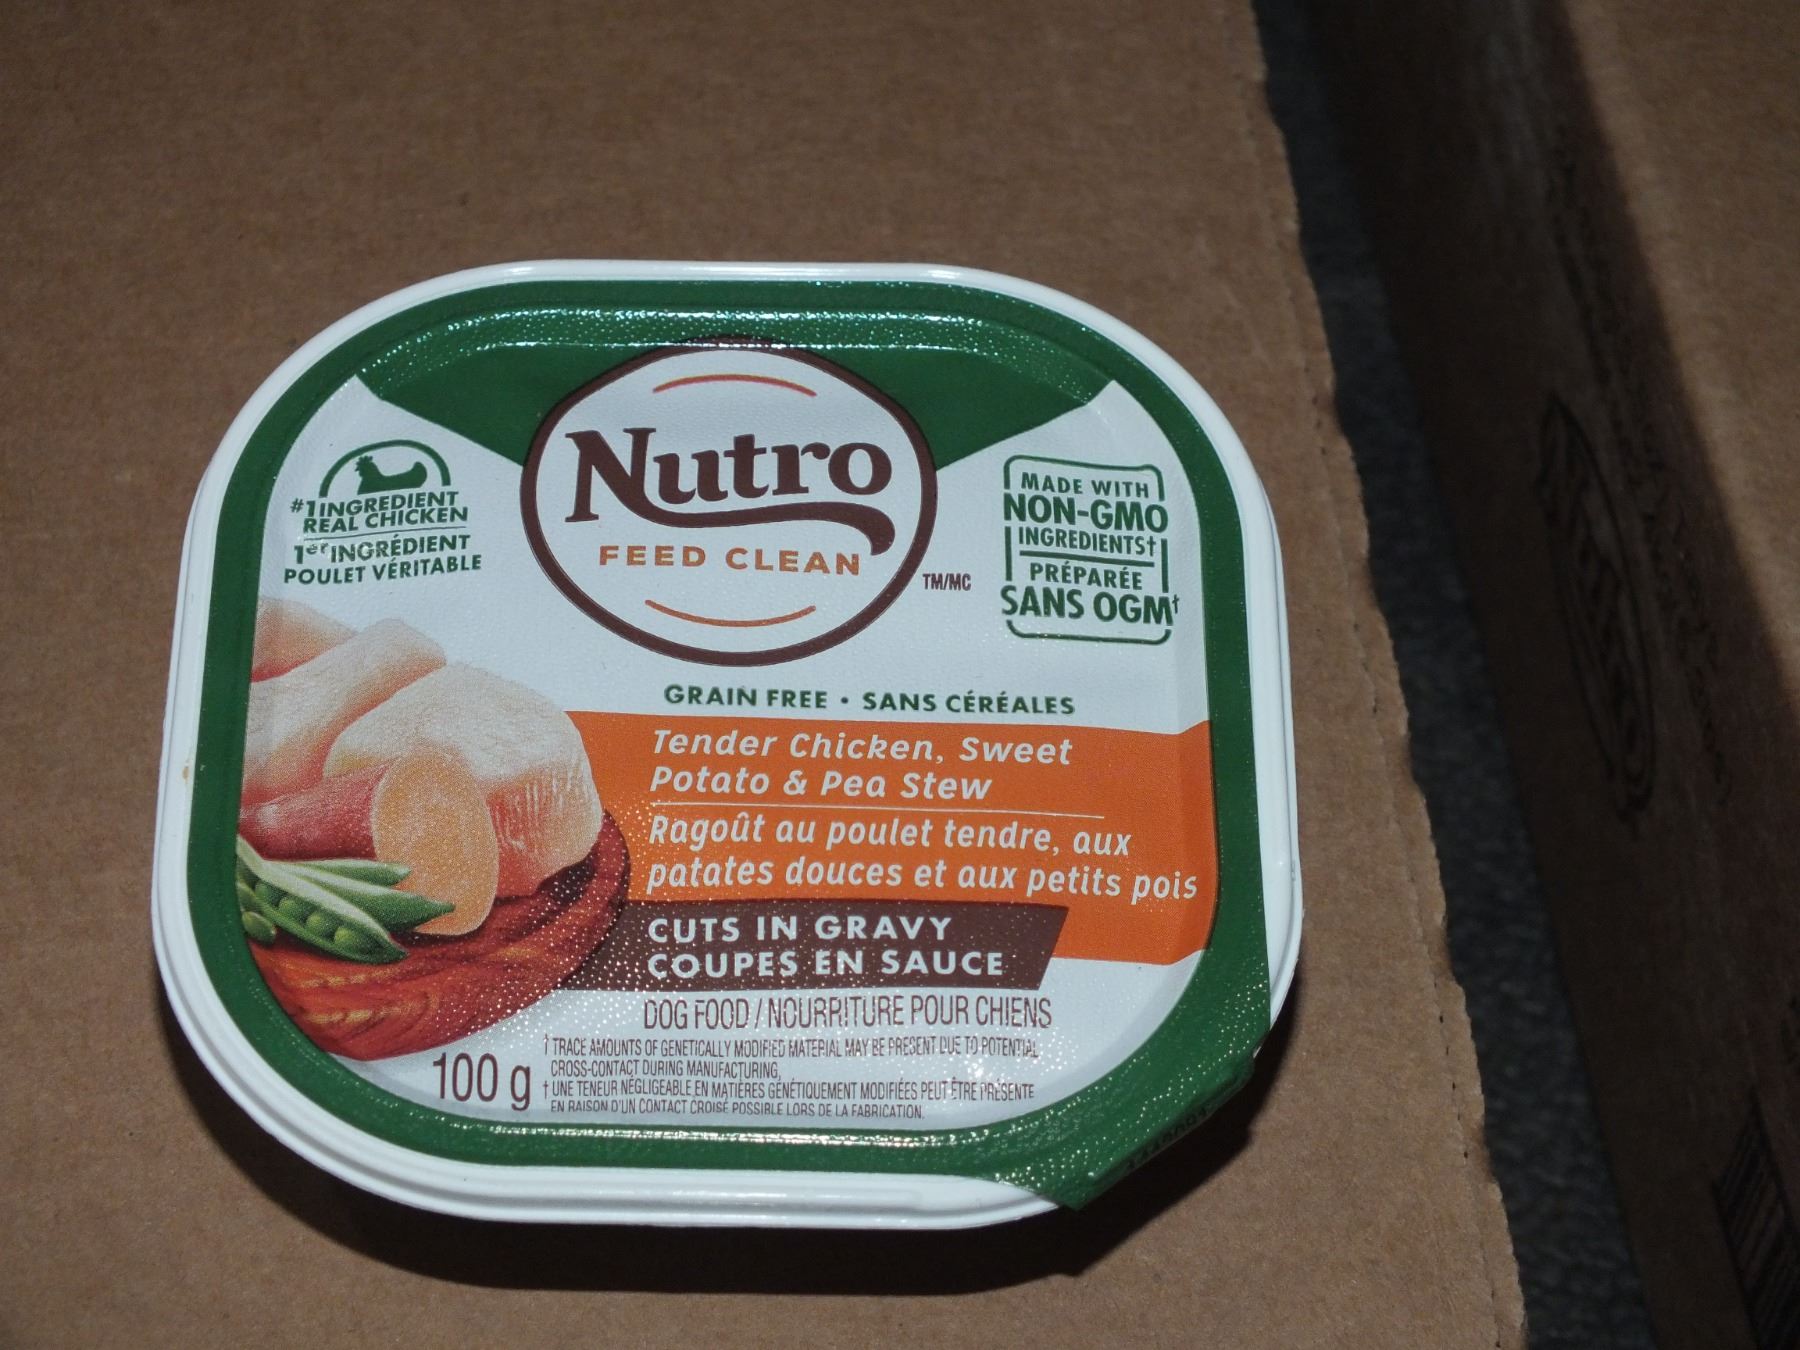 Nutro
FEED CLEAN
TM/MC
#1 INGREDIENT
REAL CHICKEN
1er INGRÉDIENT
POULET VÉRITABLE
MADE WITH
NON-GMO
INGREDIENTS†
PRÉPARÉE
SANS OGM†
GRAIN FREE • SANS CÉRÉALES
Tender Chicken, Sweet
Potato & Pea Stew
Ragoût au poulet tendre, aux
patates douces et aux petits pois
CUTS IN GRAVY
COUPES EN SAUCE
DOG FOOD / NOURRITURE POUR CHIENS
100 g
† TRACE AMOUNTS OF GENETICALLY MODIFIED MATERIAL MAY BE PRESENT DUE TO POTENTIAL
CROSS-CONTACT DURING MANUFACTURING,
† UNE TENEUR NÉGLIGEABLE EN MATIÈRES GÉNÉTIQUEMENT MODIFIÉES PEUT ÊTRE PRÉSENTE
EN RAISON D'UN CONTACT CROISÉ POSSIBLE LORS DE LA FABRICATION.